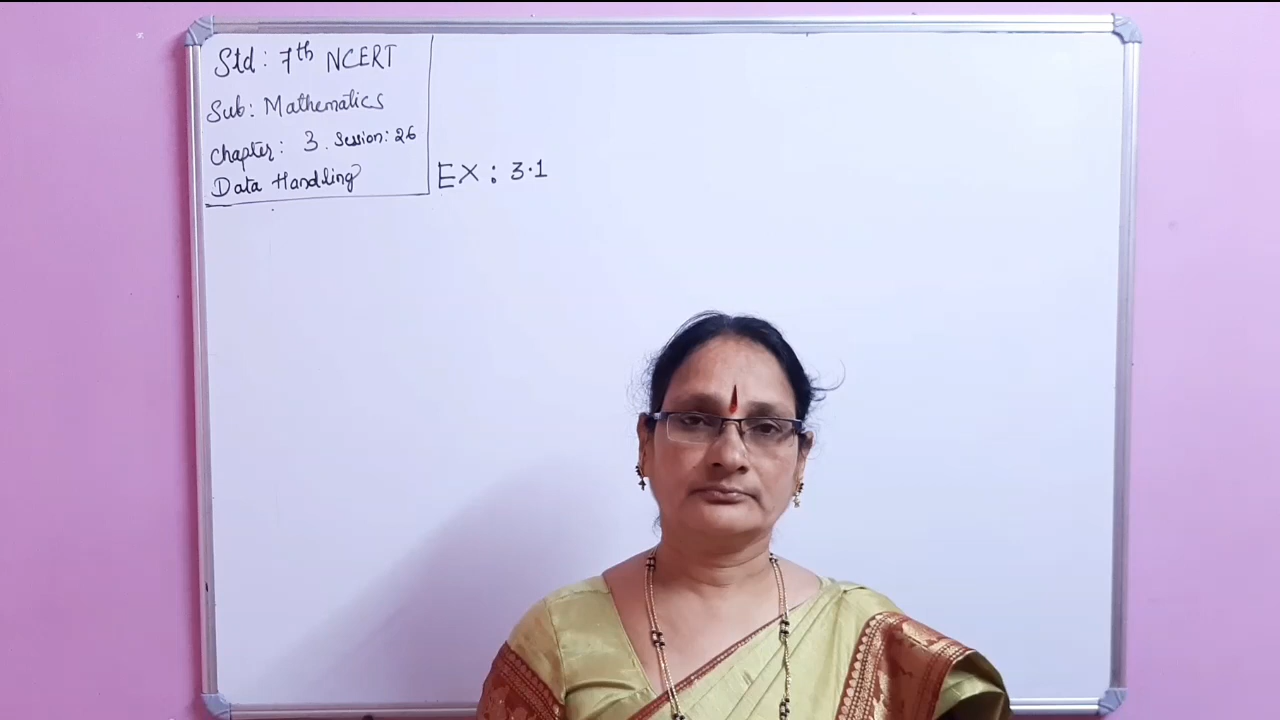 Std: 7th NCERT
Sub: Mathematics
Chapter: 3. Session: 26
Data Handling
EX: 3.1